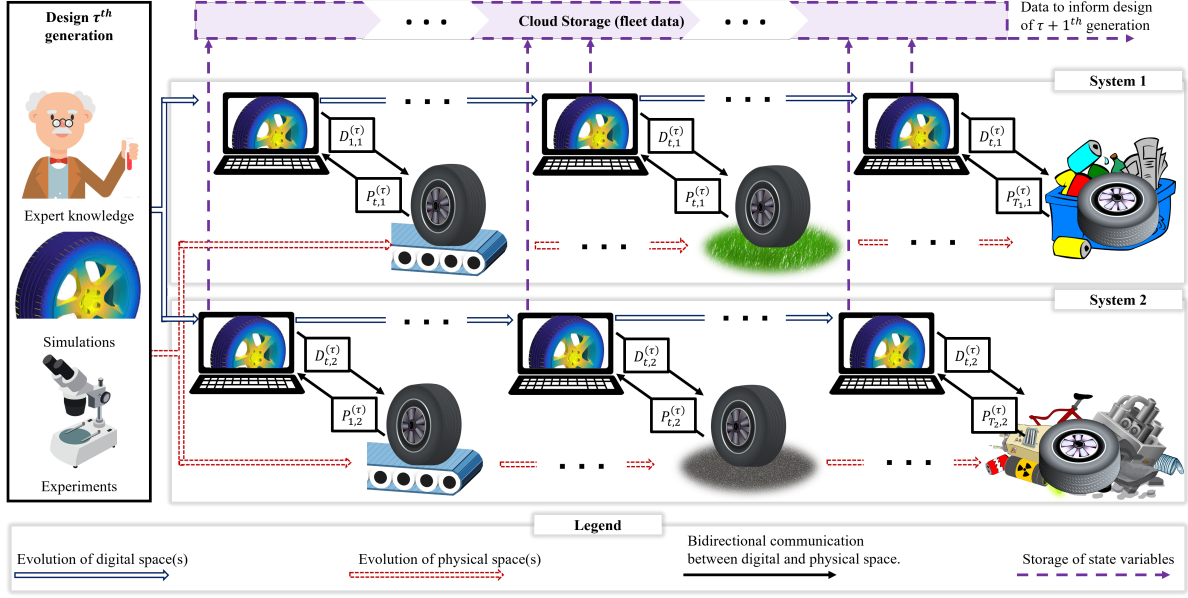 Design τ^{th}
generation
Expert knowledge
Simulations
Experiments
• • • Cloud Storage (fleet data) • • •
Data to inform design
of τ + 1^{th} generation
System 1
. . . . . .
D_{1,1}^{(τ)} D_{t,1}^{(τ)} D_{t,1}^{(τ)}
P_{t,1}^{(τ)} P_{t,1}^{(τ)} P_{T_1,1}^{(τ)}
. . . . . .
System 2
. . . . . .
D_{t,2}^{(τ)} D_{t,2}^{(τ)} D_{t,2}^{(τ)}
P_{1,2}^{(τ)} P_{t,2}^{(τ)} P_{T_2,2}^{(τ)}
. . . . . .
Legend
Evolution of digital space(s)
Evolution of physical space(s)
Bidirectional communication
between digital and physical space.
Storage of state variables